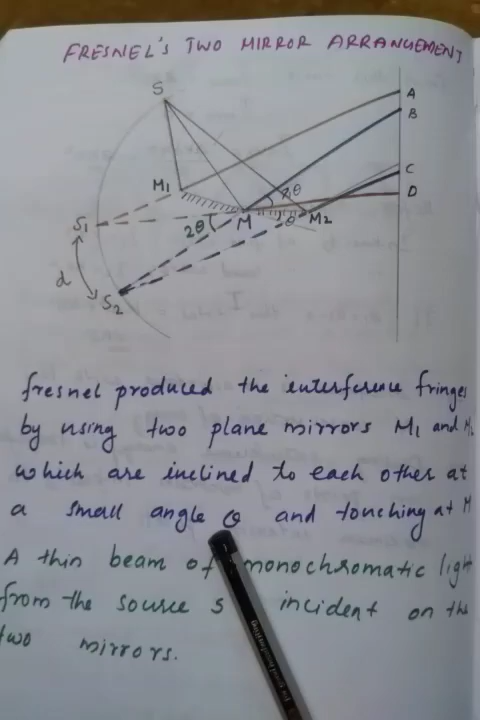 FRESNEL'S TWO MIRROR ARRANGEMENT
S
A
B
2θ
M1
C
D
S1
2θ
M
θ
M2
d
S2
fresnel produced the interference fringes
by using two plane mirrors M1 and M2
which are inclined to each other at
a small angle θ and touching at M
A thin beam of monochromatic light
from the source S incident on the
two mirrors.